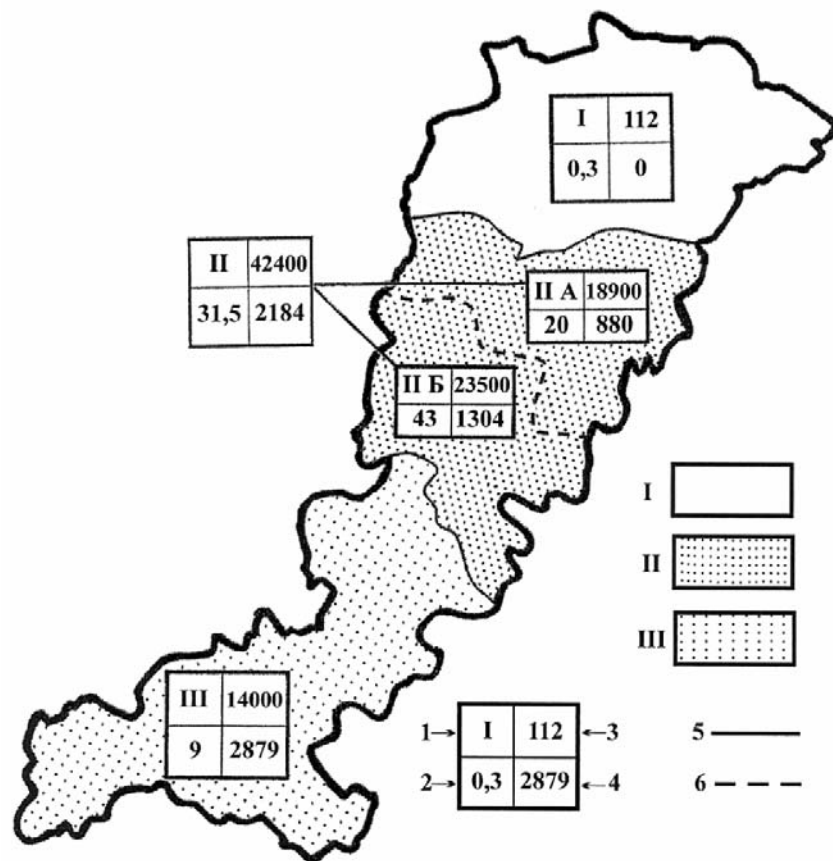 I 112
0,3 0
II 42400
31,5 2184
II А 18900
20 880
II Б 23500
43 1304
I
II
III
III 14000
9 2879
1 I 112 3
2 0,3 2879 4
5
6